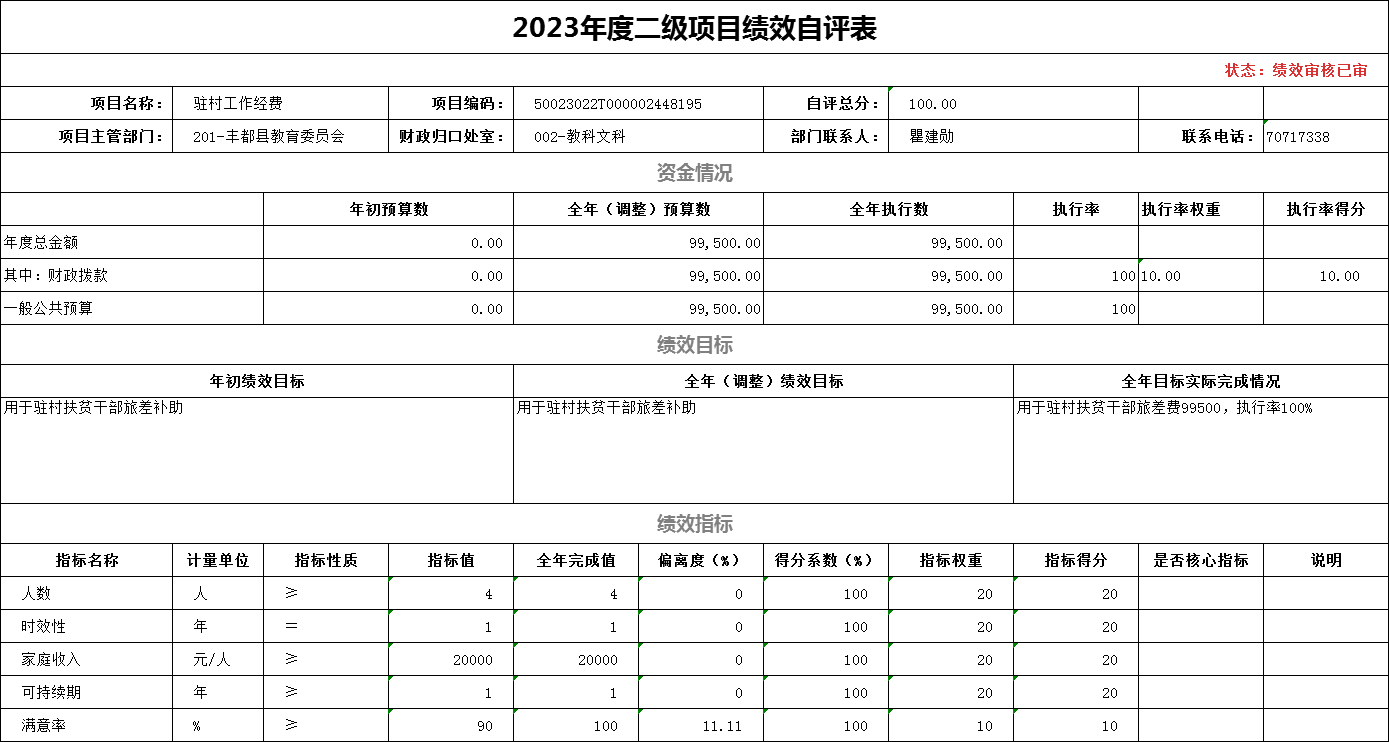 2023年度二级项目绩效自评表
状态：绩效审核已审
项目名称： 驻村工作经费 项目编码： 50023022T000002448195 自评总分： 100.00
项目主管部门： 201-丰都县教育委员会 财政归口处室： 002-教科文科 部门联系人： 瞿建勋 联系电话： 70717338
资金情况
年初预算数 全年（调整）预算数 全年执行数 执行率 执行率权重 执行率得分
年度总金额 0.00 99,500.00 99,500.00
其中：财政拨款 0.00 99,500.00 99,500.00 100 10.00 10.00
一般公共预算 0.00 99,500.00 99,500.00 100
绩效目标
年初绩效目标 全年（调整）绩效目标 全年目标实际完成情况
用于驻村扶贫干部旅差补助 用于驻村扶贫干部旅差补助 用于驻村扶贫干部旅差费99500，执行率100%
绩效指标
指标名称 计量单位 指标性质 指标值 全年完成值 偏离度（%） 得分系数（%） 指标权重 指标得分 是否核心指标 说明
人数 人 ≥ 4 4 0 100 20 20
时效性 年 ＝ 1 1 0 100 20 20
家庭收入 元/人 ≥ 20000 20000 0 100 20 20
可持续期 年 ≥ 1 1 0 100 20 20
满意率 % ≥ 90 100 11.11 100 10 10